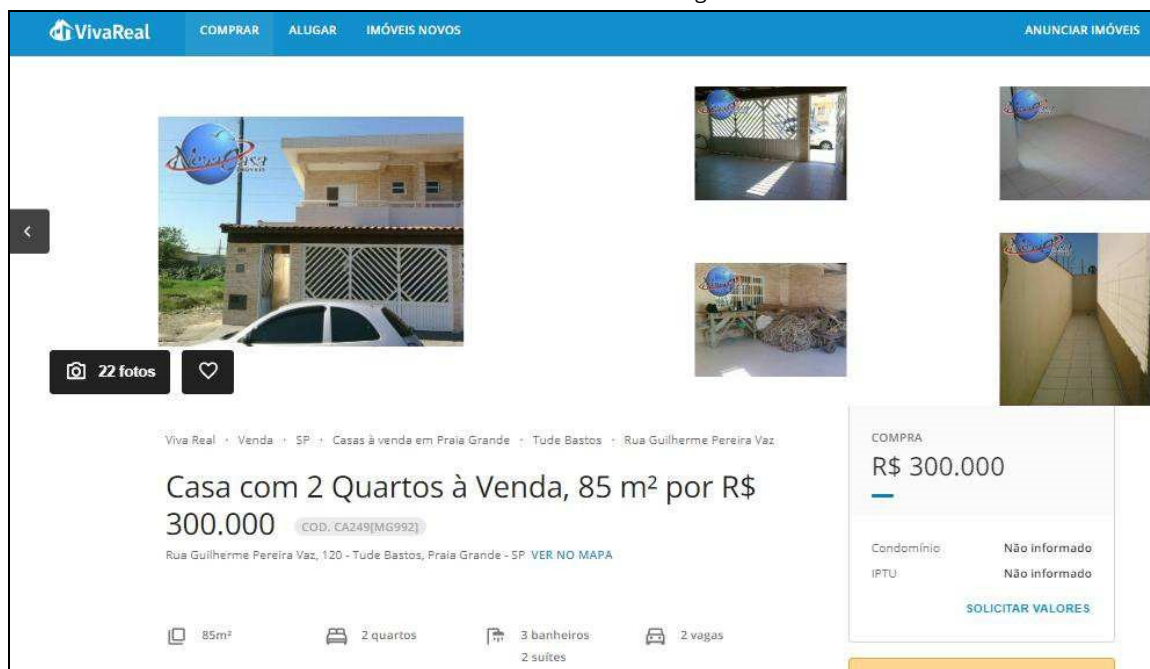 VivaReal COMPRAR ALUGAR IMÓVEIS NOVOS ANUNCIAR IMÓVEIS
NovaCasa
IMÓVEIS
22 fotos
Viva Real · Venda · SP · Casas à venda em Praia Grande · Tude Bastos · Rua Guilherme Pereira Vaz
Casa com 2 Quartos à Venda, 85 m² por R$
300.000 COD. CA249[MG992]
Rua Guilherme Pereira Vaz, 120 - Tude Bastos, Praia Grande - SP VER NO MAPA
85m² 2 quartos 3 banheiros 2 vagas
2 suítes
COMPRA
R$ 300.000
Condomínio Não informado
IPTU Não informado
SOLICITAR VALORES